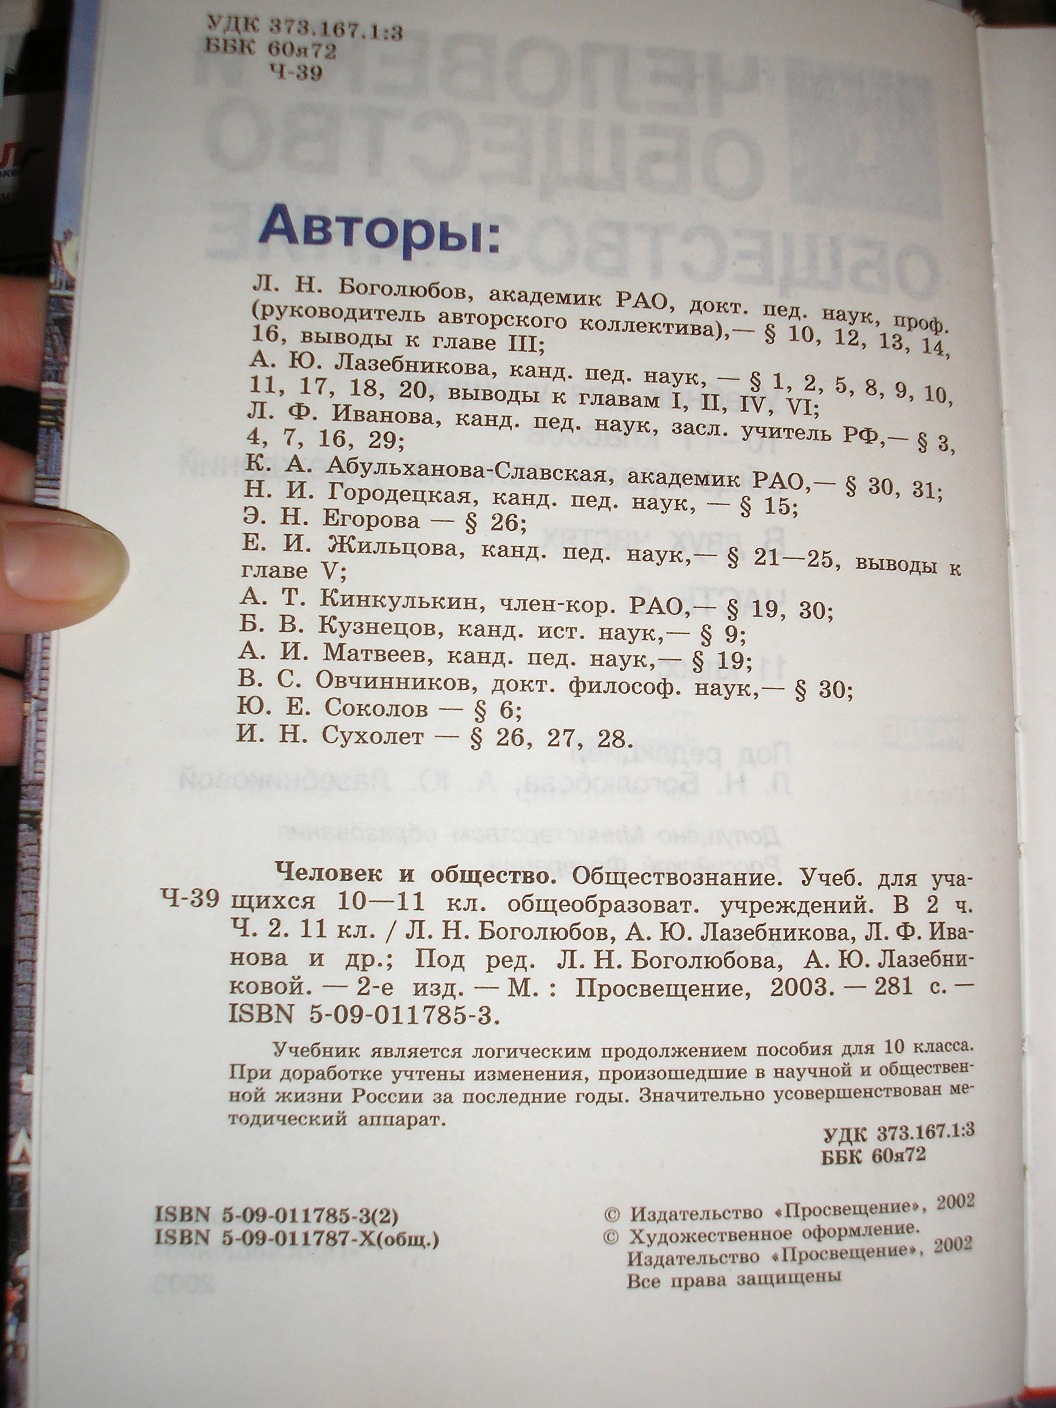 УДК 373.167.1:3
ББК 60я72
Ч-39
Авторы:
Л. Н. Боголюбов, академик РАО, докт. пед. наук, проф.
(руководитель авторского коллектива),— § 10, 12, 13, 14,
16, выводы к главе III;
А. Ю. Лазебникова, канд. пед. наук, — § 1, 2, 5, 8, 9, 10,
11, 17, 18, 20, выводы к главам I, II, IV, VI;
Л. Ф. Иванова, канд. пед. наук, засл. учитель РФ,— § 3,
4, 7, 16, 29;
К. А. Абульханова-Славская, академик РАО,— § 30, 31;
Н. И. Городецкая, канд. пед. наук, — § 15;
Э. Н. Егорова — § 26;
Е. И. Жильцова, канд. пед. наук,— § 21—25, выводы к
главе V;
А. Т. Кинкулькин, член-кор. РАО,— § 19, 30;
Б. В. Кузнецов, канд. ист. наук,— § 9;
А. И. Матвеев, канд. пед. наук,— § 19;
В. С. Овчинников, докт. философ. наук,— § 30;
Ю. Е. Соколов — § 6;
И. Н. Сухолет — § 26, 27, 28.
Человек и общество. Обществознание. Учеб. для уча-
Ч-39 щихся 10—11 кл. общеобразоват. учреждений. В 2 ч.
Ч. 2. 11 кл. / Л. Н. Боголюбов, А. Ю. Лазебникова, Л. Ф. Ива-
нова и др.; Под ред. Л. Н. Боголюбова, А. Ю. Лазебни-
ковой. — 2-е изд. — М. : Просвещение, 2003. — 281 с. —
ISBN 5-09-011785-3.
Учебник является логическим продолжением пособия для 10 класса.
При доработке учтены изменения, произошедшие в научной и обществен-
ной жизни России за последние годы. Значительно усовершенствован ме-
тодический аппарат.
УДК 373.167.1:3
ББК 60я72
ISBN 5-09-011785-3(2)
ISBN 5-09-011787-X(общ.)
© Издательство «Просвещение», 2002
© Художественное оформление.
Издательство «Просвещение», 2002
Все права защищены